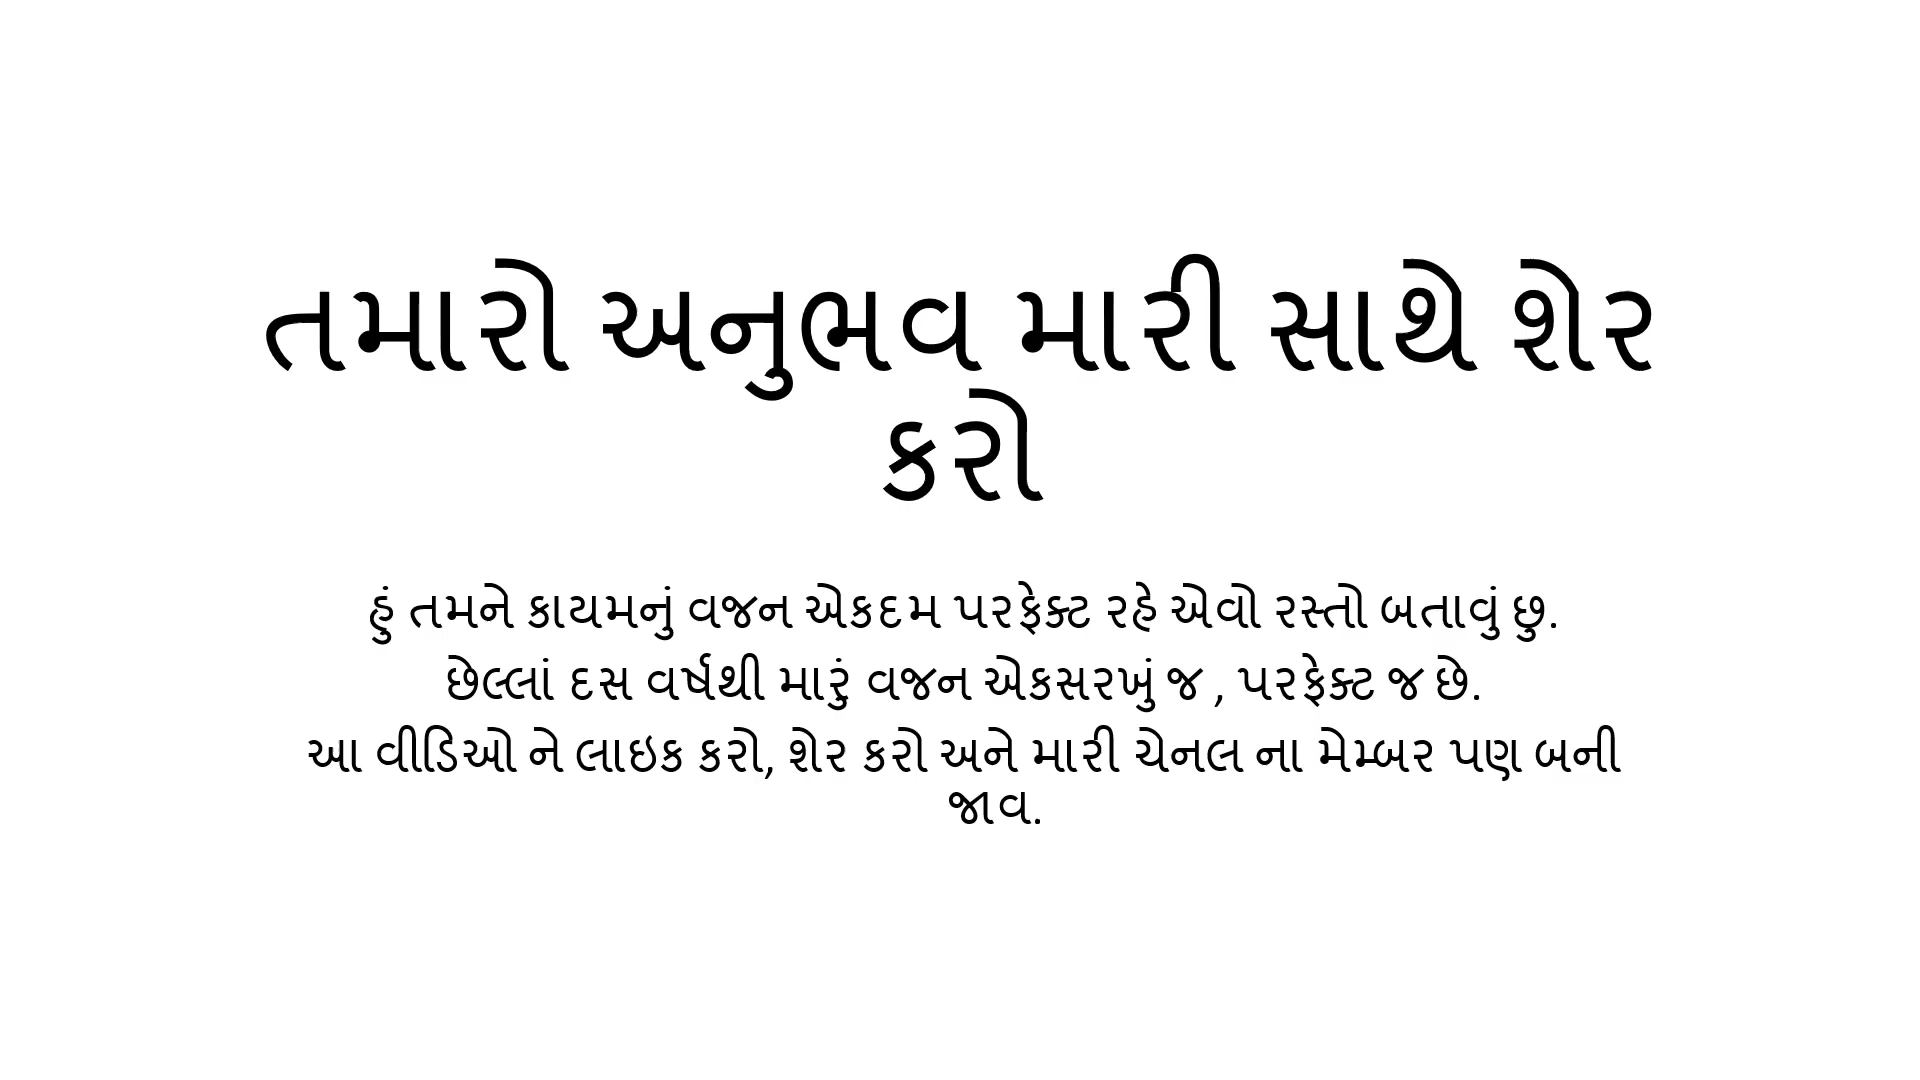 તમારો અનુભવ મારી સાથે શેર
કરો
હું તમને કાયમનું વજન એકદમ પરફેક્ટ રહે એવો રસ્તો બતાવું છુ.
છેલ્લાં દસ વર્ષથી મારું વજન એકસરખું જ , પરફેક્ટ જ છે.
આ વીડિઓ ને લાઇક કરો, શેર કરો અને મારી ચેનલ ના મેમ્બર પણ બની
જાવ.